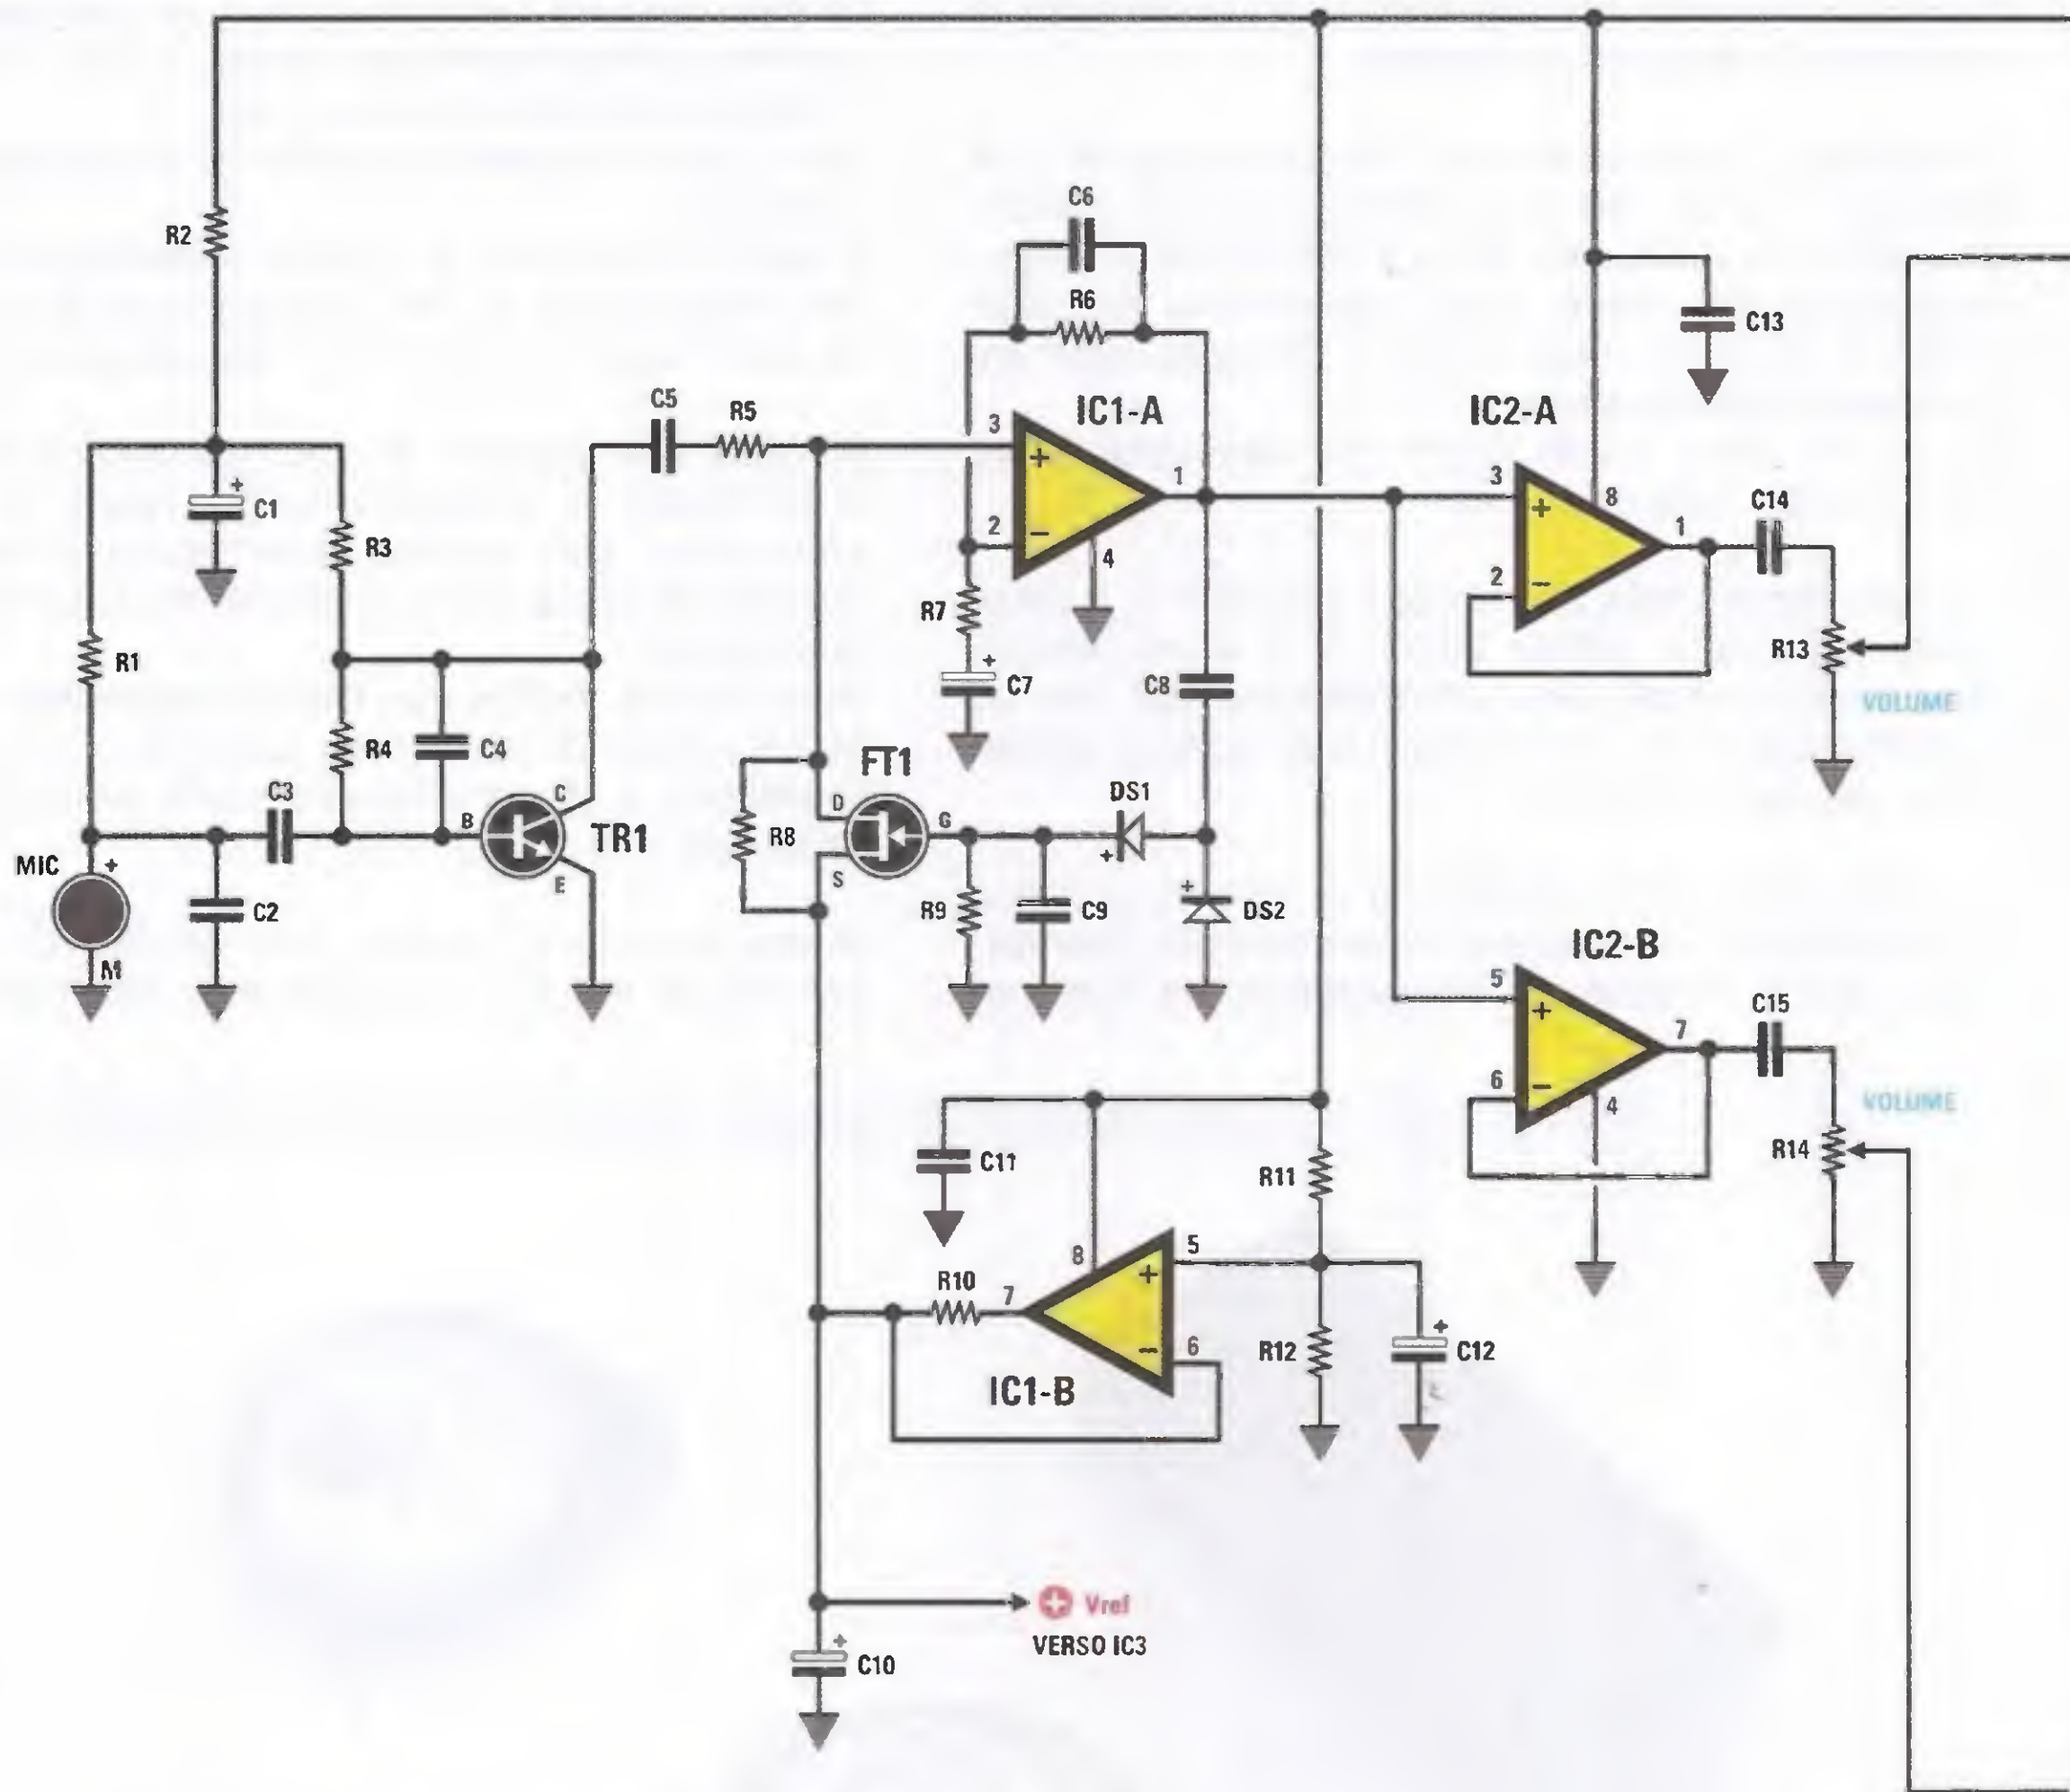 R2
C6
R6
C13
C5
R5
IC1-A
IC2-A
3
+
1
3
+
8
C14
+
C1
R3
2
−
4
1
2
−
R7
+
C7
C8
R13
VOLUME
R1
R4
C4
FT1
C3
B
C
TR1
E
D
G
S
R8
DS1
+
MIC
+
M
C2
R9
C9
+
DS2
IC2-B
5
+
7
C15
6
−
4
VOLUME
R14
C11
R11
8
5
+
R10
7
6
−
IC1-B
R12
+
C12
+ Vref
VERSO IC3
+
C10